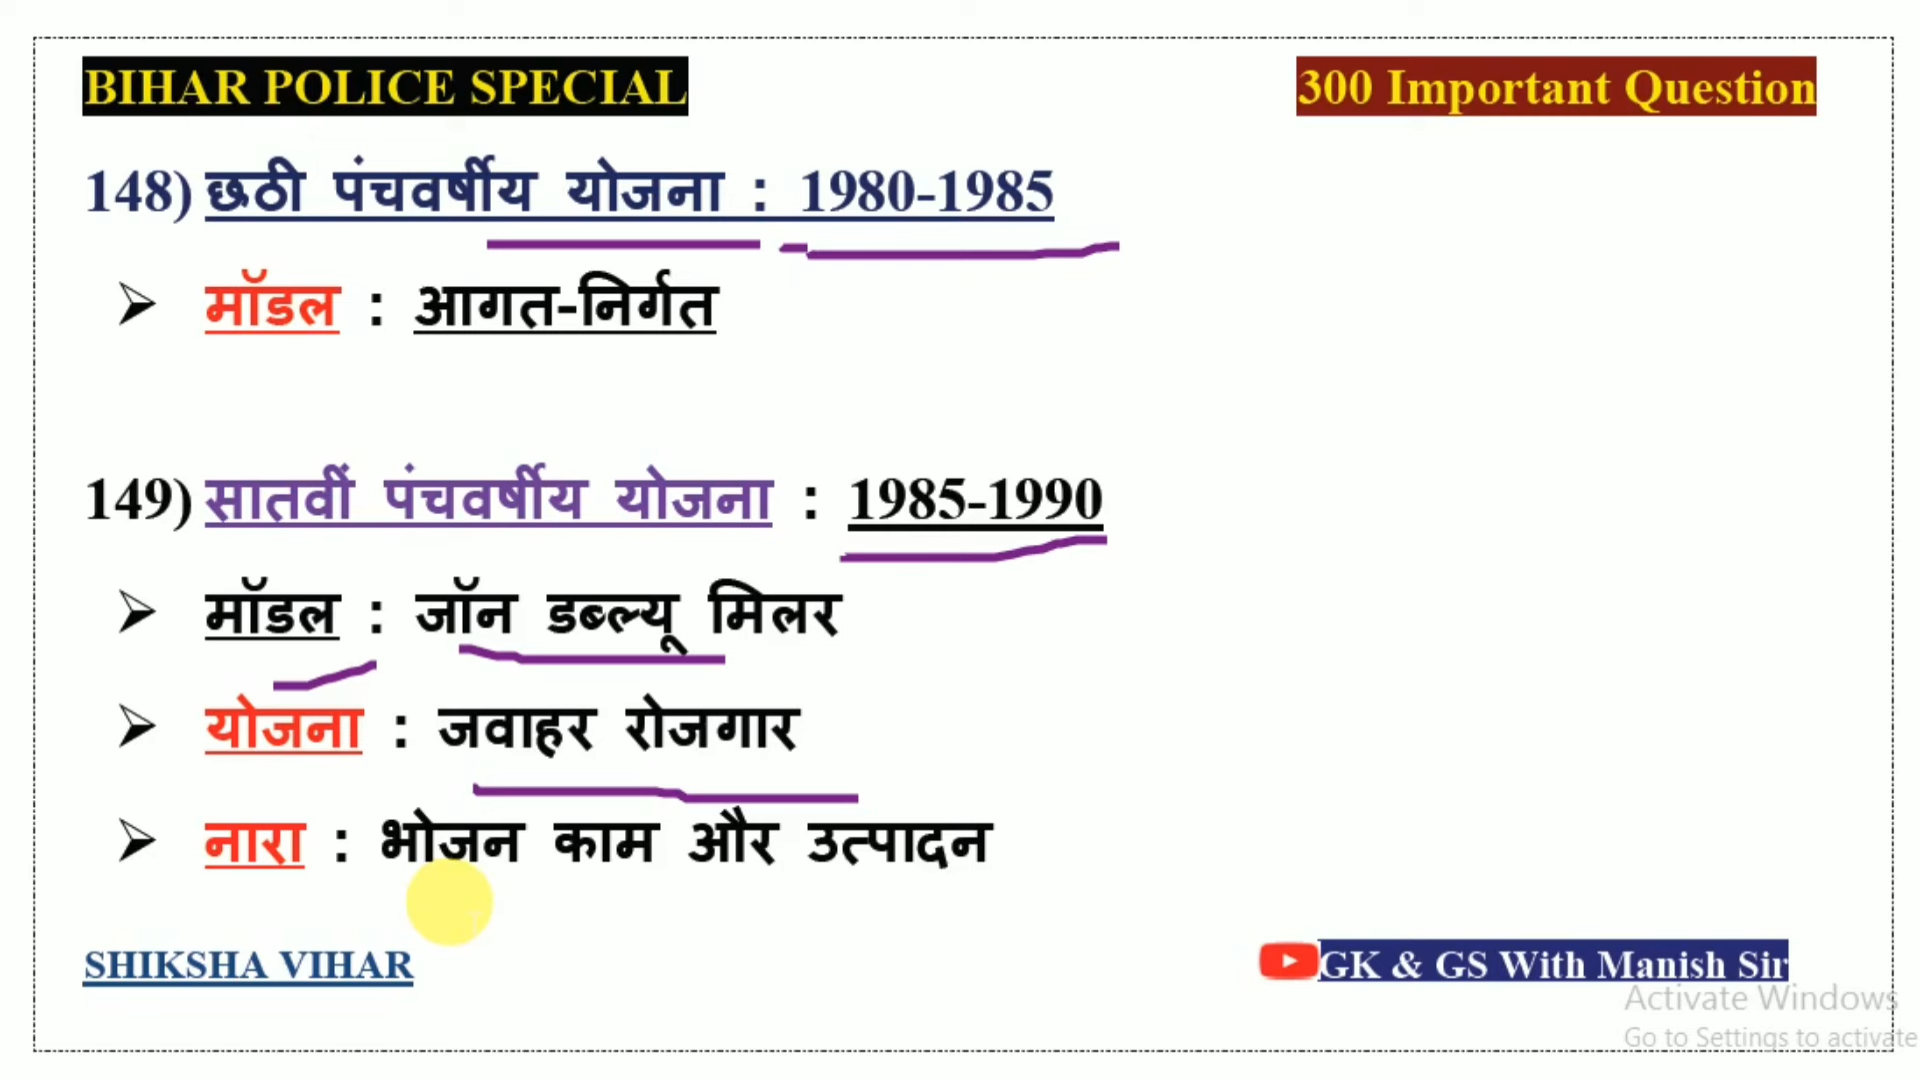 BIHAR POLICE SPECIAL
300 Important Question
148) छठी पंचवर्षीय योजना : 1980-1985
➢ मॉडल : आगत-निर्गत
149) सातवीं पंचवर्षीय योजना : 1985-1990
➢ मॉडल : जॉन डब्ल्यू मिलर
➢ योजना : जवाहर रोजगार
➢ नारा : भोजन काम और उत्पादन
SHIKSHA VIHAR
GK & GS With Manish Sir
Activate Windows
Go to Settings to activate